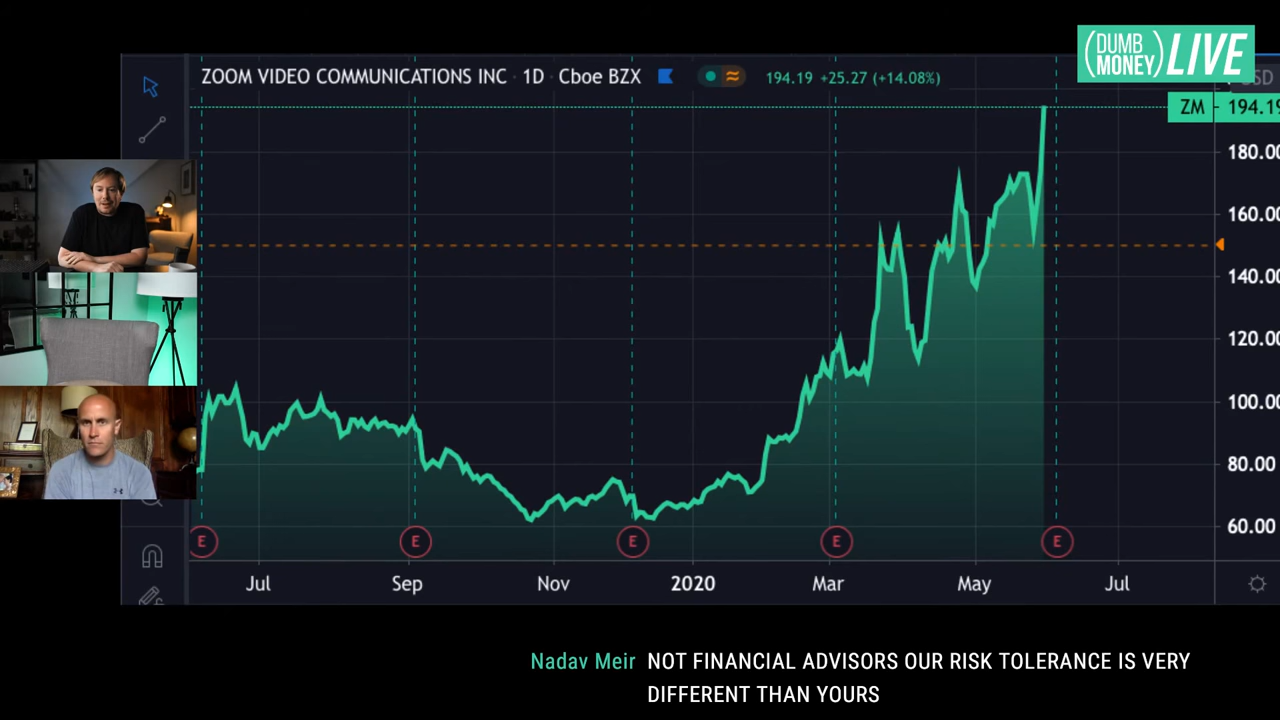 (DUMB MONEY) LIVE
ZOOM VIDEO COMMUNICATIONS INC · 1D · Cboe BZX 194.19 +25.27 (+14.08%)
SD
ZM 194.19
180.00
160.00
140.00
120.00
100.00
80.00
60.00
E E E E E
Jul Sep Nov 2020 Mar May Jul
Nadav Meir NOT FINANCIAL ADVISORS OUR RISK TOLERANCE IS VERY
DIFFERENT THAN YOURS